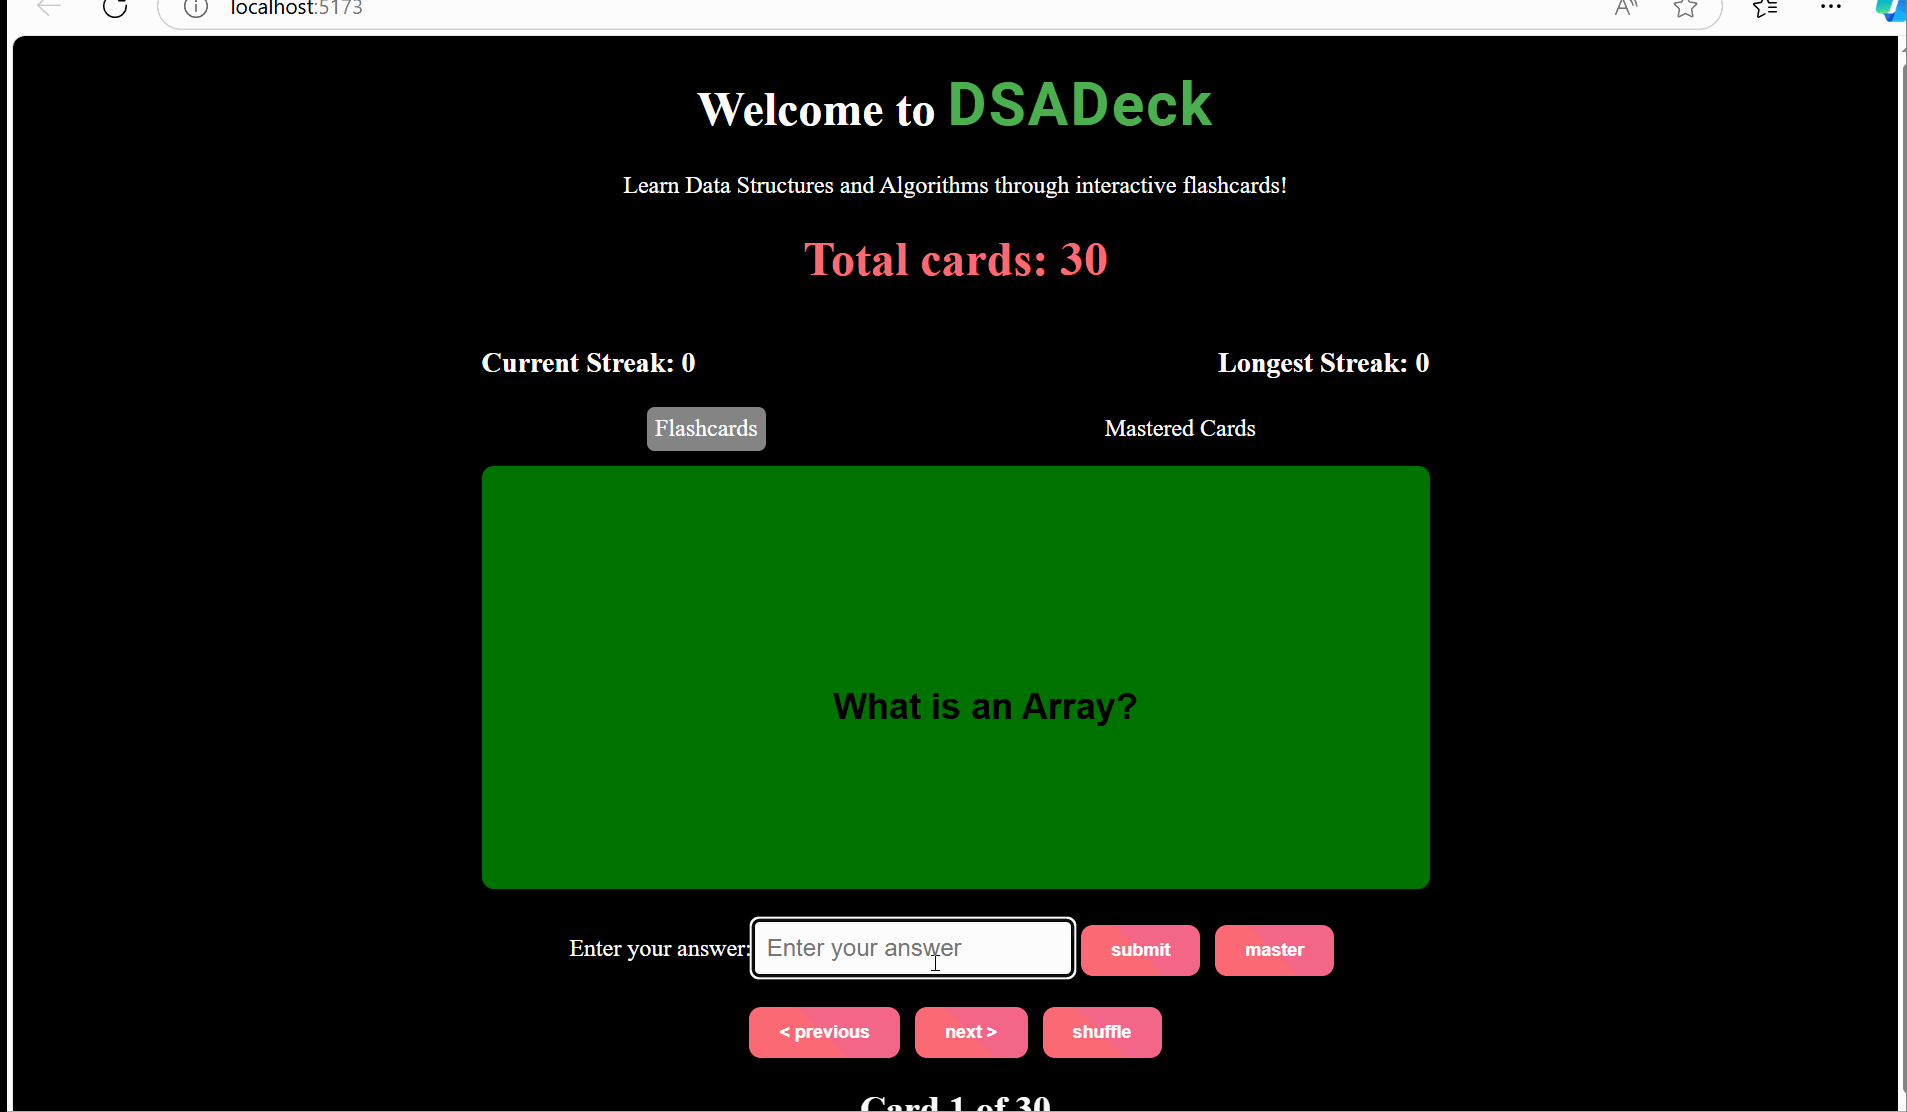 localhost:5173
Welcome to DSADeck
Learn Data Structures and Algorithms through interactive flashcards!
Total cards: 30
Current Streak: 0
Longest Streak: 0
Flashcards
Mastered Cards
What is an Array?
Enter your answer: Enter your answer submit master
< previous next > shuffle
Card 1 of 30